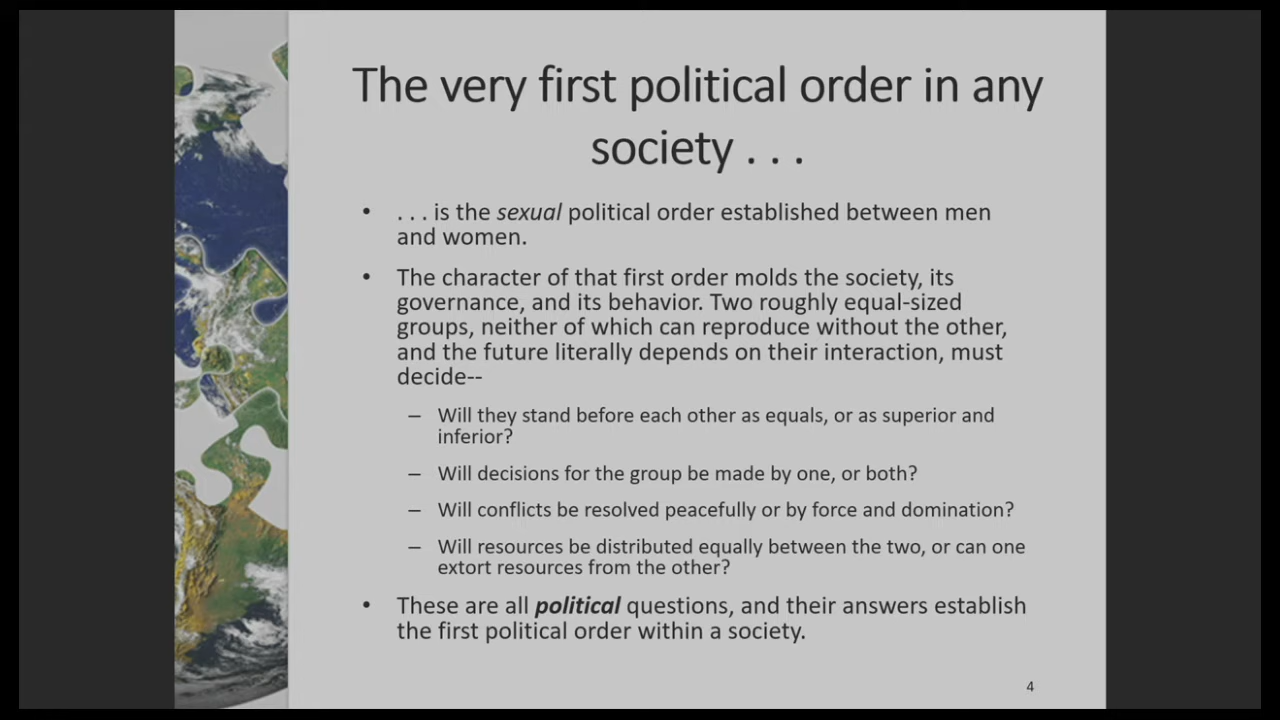 The very first political order in any
society . . .
• . . . is the sexual political order established between men
and women.
• The character of that first order molds the society, its
governance, and its behavior. Two roughly equal-sized
groups, neither of which can reproduce without the other,
and the future literally depends on their interaction, must
decide--
– Will they stand before each other as equals, or as superior and
inferior?
– Will decisions for the group be made by one, or both?
– Will conflicts be resolved peacefully or by force and domination?
– Will resources be distributed equally between the two, or can one
extort resources from the other?
• These are all political questions, and their answers establish
the first political order within a society.
4